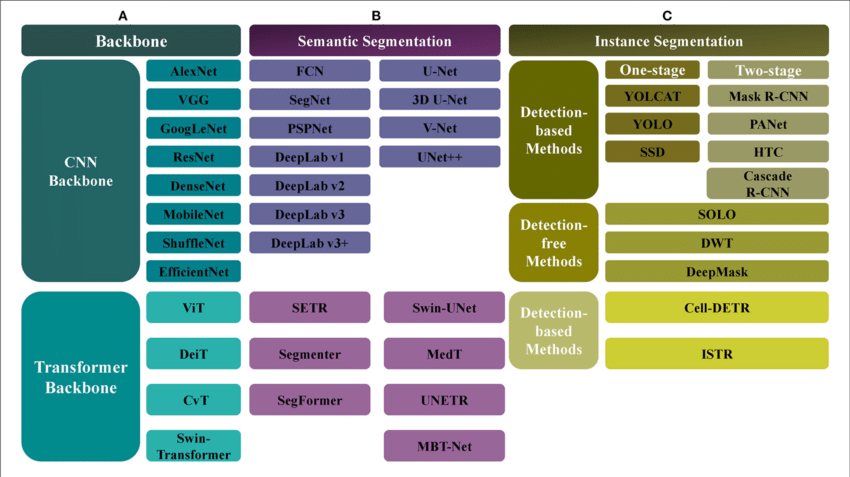 A
B
C
Backbone
Semantic Segmentation
Instance Segmentation
CNN
Backbone
AlexNet
VGG
GoogLeNet
ResNet
DenseNet
MobileNet
ShuffleNet
EfficientNet
FCN
SegNet
PSPNet
DeepLab v1
DeepLab v2
DeepLab v3
DeepLab v3+
U-Net
3D U-Net
V-Net
UNet++
Detection-
based
Methods
One-stage
YOLCAT
YOLO
SSD
Two-stage
Mask R-CNN
PANet
HTC
Cascade
R-CNN
Detection-
free
Methods
SOLO
DWT
DeepMask
Transformer
Backbone
ViT
DeiT
CvT
Swin-
Transformer
SETR
Segmenter
SegFormer
Swin-UNet
MedT
UNETR
MBT-Net
Detection-
based
Methods
Cell-DETR
ISTR